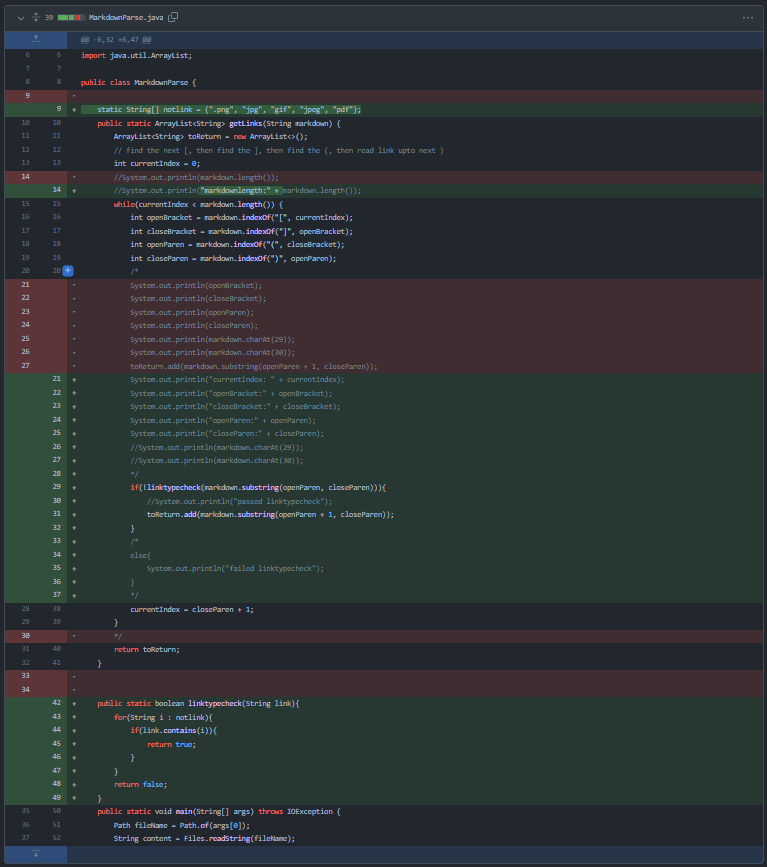 39 MarkdownParse.java
@@ -6,32 +6,47 @@
6 6 import java.util.ArrayList;
7 7
8 8 public class MarkdownParse {
9 -
9 + static String[] notlink = {".png", "jpg", "gif", "jpeg", "pdf"};
10 10 public static ArrayList<String> getLinks(String markdown) {
11 11 ArrayList<String> toReturn = new ArrayList<>();
12 12 // find the next [, then find the ], then find the (, then read link upto next )
13 13 int currentIndex = 0;
14 - //System.out.println(markdown.length());
14 + //System.out.println("markdownlength:" + markdown.length());
15 15 while(currentIndex < markdown.length()) {
16 16 int openBracket = markdown.indexOf("[", currentIndex);
17 17 int closeBracket = markdown.indexOf("]", openBracket);
18 18 int openParen = markdown.indexOf("(", closeBracket);
19 19 int closeParen = markdown.indexOf(")", openParen);
20 20 + /*
21 - System.out.println(openBracket);
22 - System.out.println(closeBracket);
23 - System.out.println(openParen);
24 - System.out.println(closeParen);
25 - System.out.println(markdown.charAt(29));
26 - System.out.println(markdown.charAt(30));
27 - toReturn.add(markdown.substring(openParen + 1, closeParen));
21 + System.out.println("currentIndex: " + currentIndex);
22 + System.out.println("openBracket:" + openBracket);
23 + System.out.println("closeBracket:" + closeBracket);
24 + System.out.println("openParen:" + openParen);
25 + System.out.println("closeParen:" + closeParen);
26 + //System.out.println(markdown.charAt(29));
27 + //System.out.println(markdown.charAt(30));
28 + */
29 + if(!linktypecheck(markdown.substring(openParen, closeParen))){
30 + //System.out.println("passed linktypecheck");
31 + toReturn.add(markdown.substring(openParen + 1, closeParen));
32 + }
33 + /*
34 + else{
35 + System.out.println("failed linktypecheck");
36 + }
37 + */
28 38 currentIndex = closeParen + 1;
29 39 }
30 - */
31 40 return toReturn;
32 41 }
33 -
34 -
42 + public static boolean linktypecheck(String link){
43 + for(String i : notlink){
44 + if(link.contains(i)){
45 + return true;
46 + }
47 + }
48 + return false;
49 + }
35 50 public static void main(String[] args) throws IOException {
36 51 Path fileName = Path.of(args[0]);
37 52 String content = Files.readString(fileName);